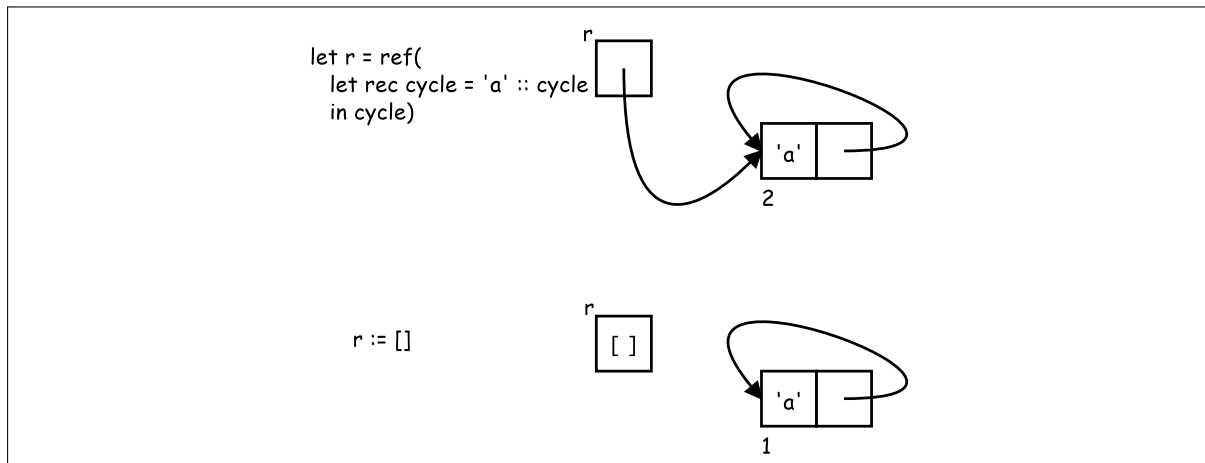 r
let r = ref(
let rec cycle = 'a' :: cycle
in cycle)
'a'
2
r
r := []
[ ]
'a'
1